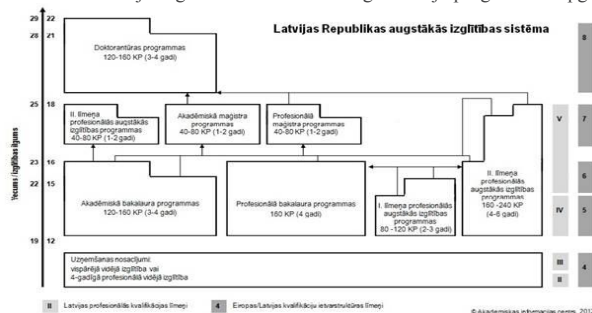 Latvijas Republikas augstākās izglītības sistēma
Vecums / izglītības ilgums
29 22
28 21
25 18
23 16
22 15
19 12
Doktorantūras programmas
120-160 KP (3-4 gadi)
II. līmeņa
profesionālās
augstākās
izglītības
programmas
40-80 KP (1-2 gadi)
Akadēmiskā maģistra
programmas
40-80 KP (1-2 gadi)
Profesionālā
maģistra programmas
40-80 KP (1-2 gadi)
Akadēmiskā bakalaura programmas
120-160 KP (3-4 gadi)
Profesionālā bakalaura programmas
160 KP (4 gadi)
I. līmeņa profesionālās
augstākās izglītības
programmas
80 -120 KP (2-3 gadi)
II. līmeņa
profesionālās
augstākās
izglītības
programmas
160 -240 KP
(4-6 gadi)
Uzņemšanas nosacījumi:
vispārējā vidējā izglītība vai
4-gadīgā profesionālā vidējā izglītība
V
IV
III
II
8
7
6
5
4
II Latvijas profesionālās kvalifikācijas līmeņi
4 Eiropas/Latvijas kvalifikāciju ietvarstruktūras līmeņi
© Akadēmiskās informācijas centrs,